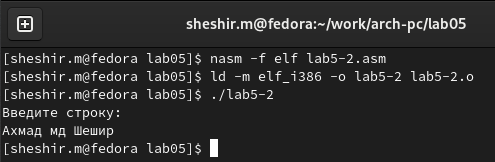 sheshir.m@fedora:~/work/arch-pc/lab05
[sheshir.m@fedora lab05]$ nasm -f elf lab5-2.asm
[sheshir.m@fedora lab05]$ ld -m elf_i386 -o lab5-2 lab5-2.o
[sheshir.m@fedora lab05]$ ./lab5-2
Введите строку:
Ахмад мд Шешир
[sheshir.m@fedora lab05]$